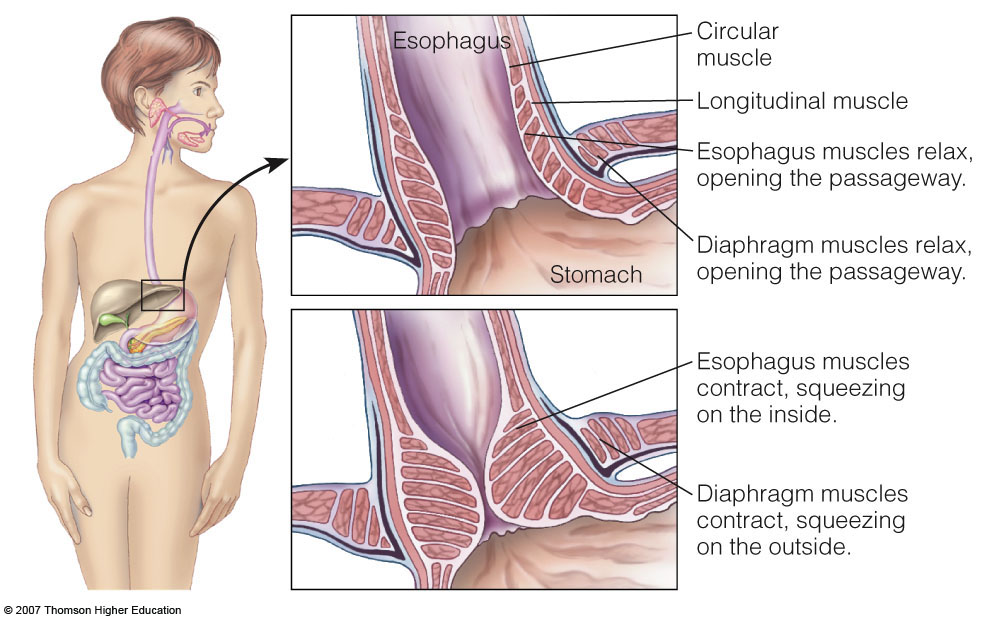 Esophagus
Circular
muscle
Longitudinal muscle
Esophagus muscles relax,
opening the passageway.
Diaphragm muscles relax,
opening the passageway.
Stomach
Esophagus muscles
contract, squeezing
on the inside.
Diaphragm muscles
contract, squeezing
on the outside.
© 2007 Thomson Higher Education